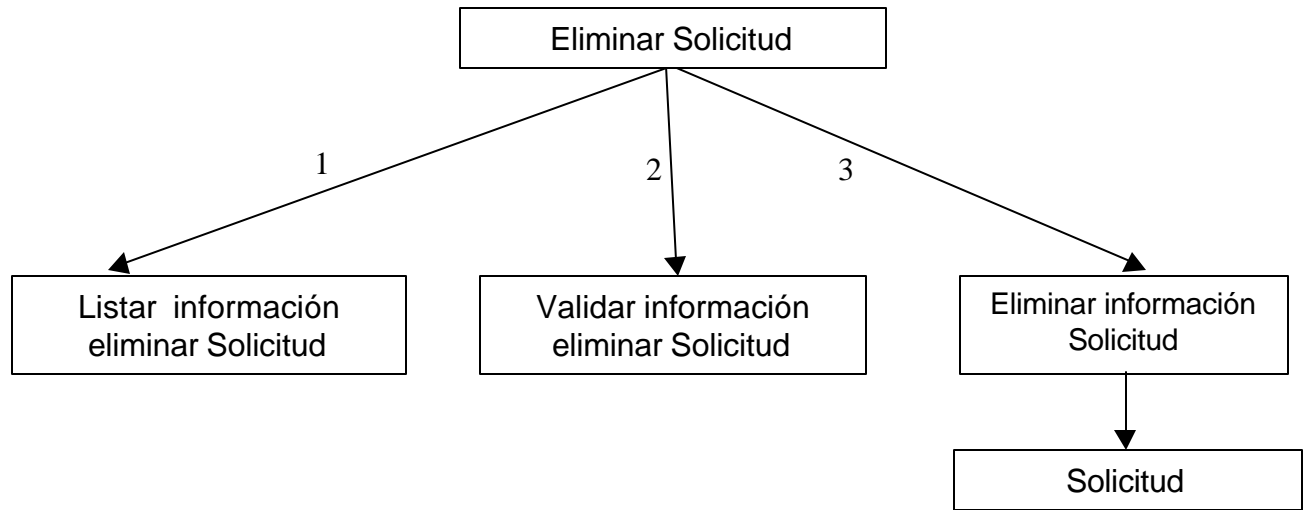 Eliminar Solicitud
1
2
3
Listar información
eliminar Solicitud
Validar información
eliminar Solicitud
Eliminar información
Solicitud
Solicitud